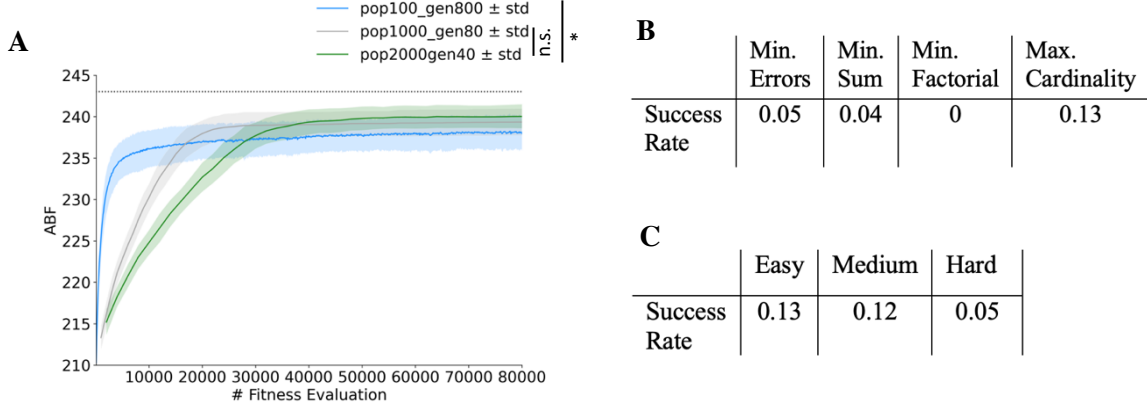 A
pop100_gen800 ± std
pop1000_gen80 ± std
pop2000gen40 ± std
n.s.
*
245
240
235
230
225
220
215
210
ABF
10000 20000 30000 40000 50000 60000 70000 80000
# Fitness Evaluation
B
Min. Errors Min. Sum Min. Factorial Max. Cardinality
Success Rate 0.05 0.04 0 0.13
C
Easy Medium Hard
Success Rate 0.13 0.12 0.05